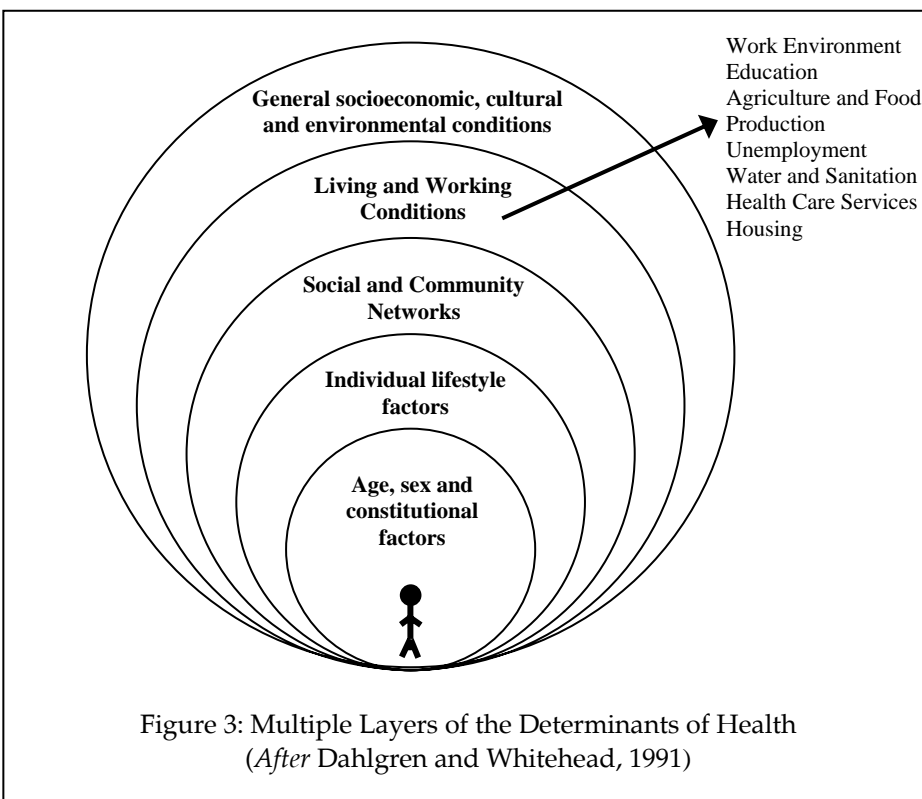 General socioeconomic, cultural
and environmental conditions
Living and Working
Conditions
Social and Community
Networks
Individual lifestyle
factors
Age, sex and
constitutional
factors
Work Environment
Education
Agriculture and Food
Production
Unemployment
Water and Sanitation
Health Care Services
Housing
Figure 3: Multiple Layers of the Determinants of Health
(After Dahlgren and Whitehead, 1991)